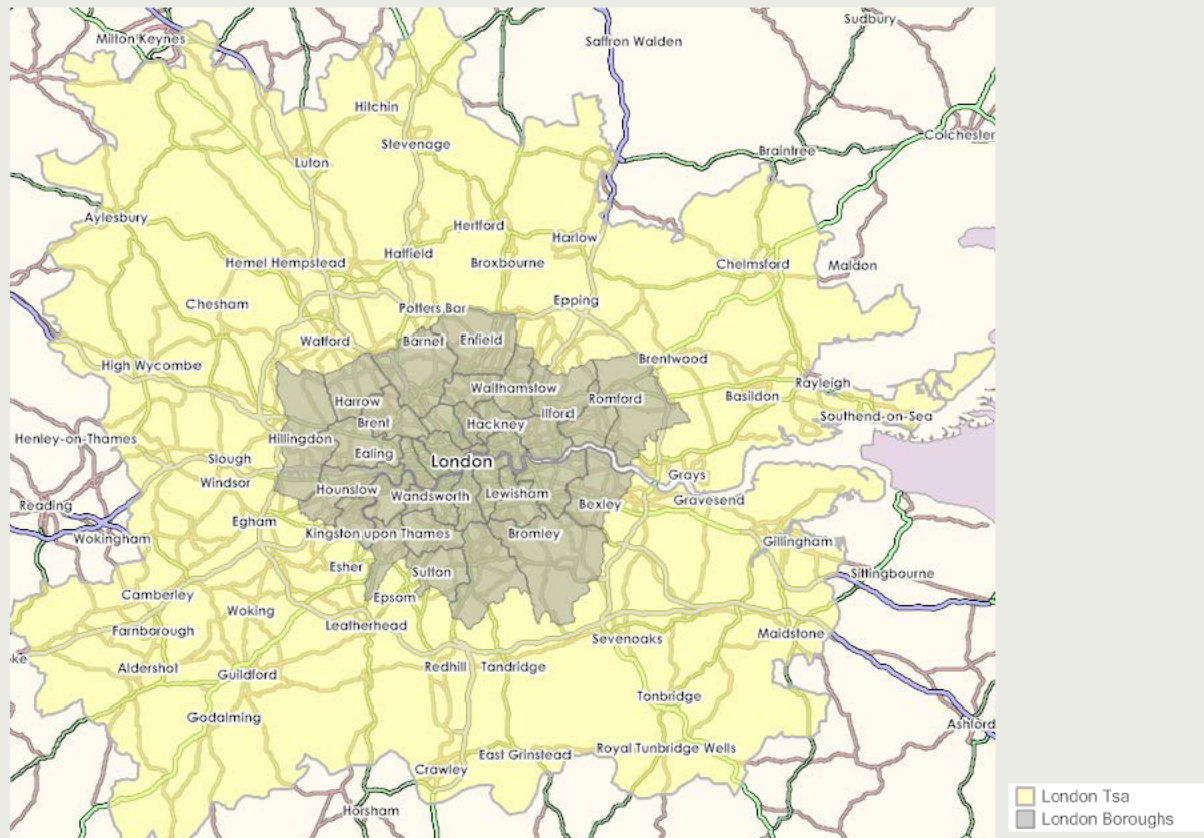 Sudbury
Milton Keynes
Saffron Walden
Hitchin
Colchester
Stevenage
Braintree
Luton
Aylesbury
Hertford
Harlow
Hatfield
Hemel Hempstead
Broxbourne
Chelmsford
Maldon
Chesham
Epping
Potters Bar
Watford
Barnet
Enfield
Brentwood
High Wycombe
Rayleigh
Walthamstow
Basildon
Harrow
Romford
Ilford
Southend-on-Sea
Brent
Hackney
Henley-on-Thames
Hillingdon
Ealing
London
Slough
Grays
Windsor
Hounslow
Wandsworth
Lewisham
Gravesend
Reading
Bexley
Egham
Kingston upon Thames
Bromley
Wokingham
Gillingham
Esher
Sutton
Sittingbourne
Camberley
Epsom
Woking
Leatherhead
Farnborough
Sevenoaks
Maidstone
oke
Aldershot
Redhill
Tandridge
Guildford
Tonbridge
Godalming
Ashford
East Grinstead
Royal Tunbridge Wells
Crawley
Horsham
London Tsa
London Boroughs